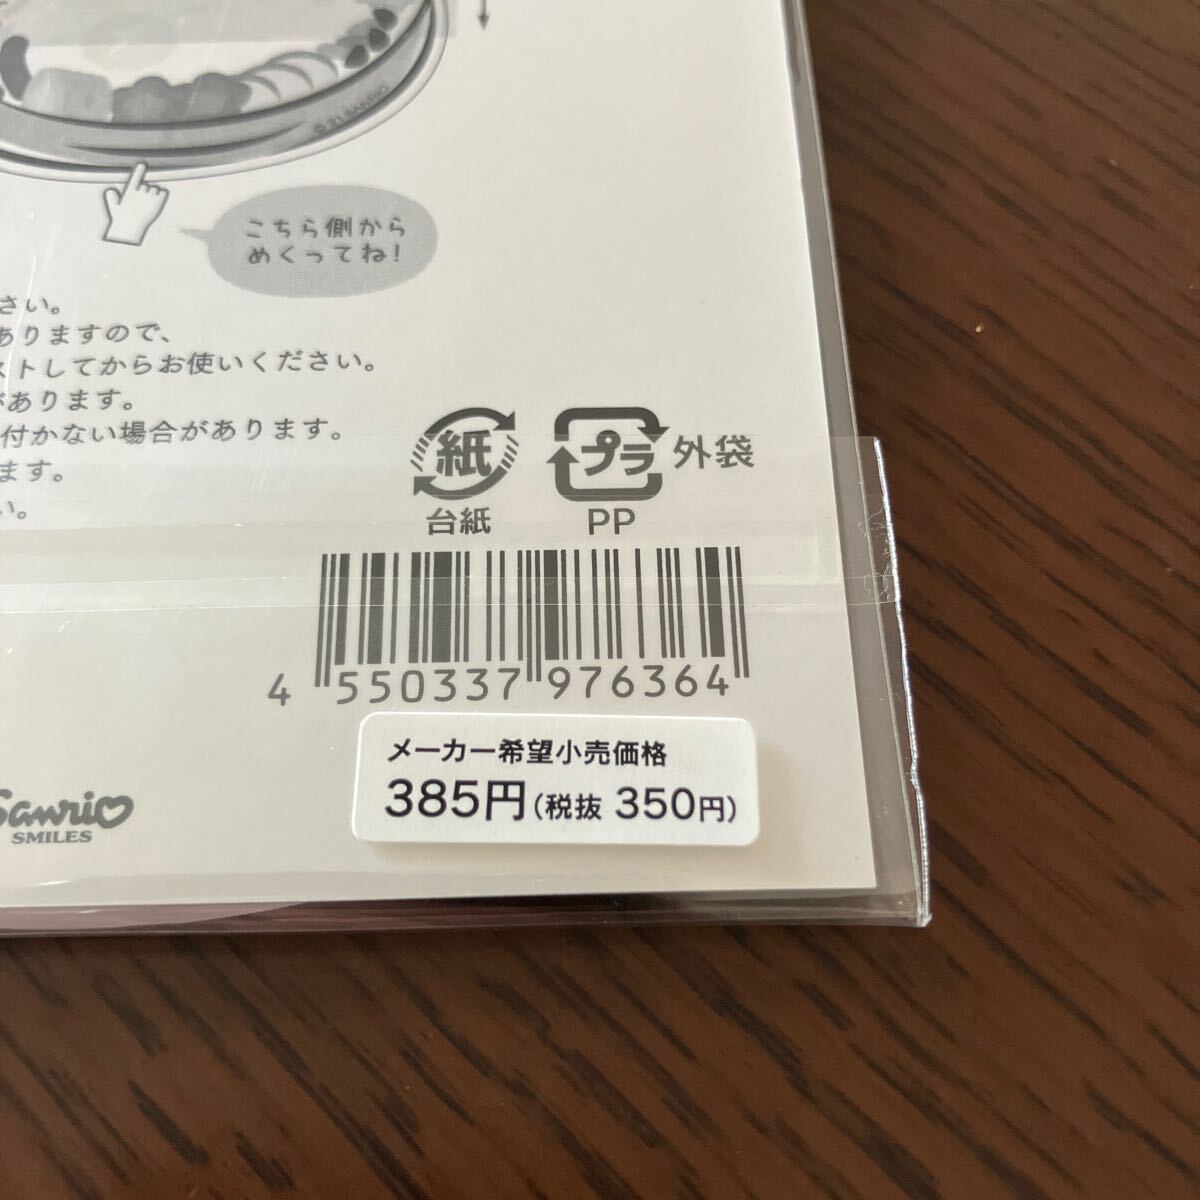 © '21 SANRIO
こちら側から
めくってね!
さい。
ありますので、
ストしてからお使いください。
があります。
付かない場合があります。
ます。
い。
紙
プラ
外袋
台紙
PP
4 550337 976364
メーカー希望小売価格
385円(税抜 350円)
Sanrio
SMILES